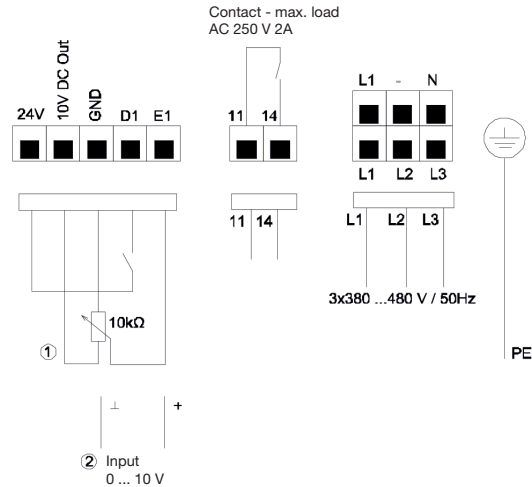 Contact - max. load
AC 250 V 2A
24V
10V DC Out
GND
D1
E1
11 14
L1 - N
L1 L2 L3
11 14
L1 L2 L3
3x380 ...480 V / 50Hz
10kΩ
①
PE
⊥ +
② Input
0 ... 10 V